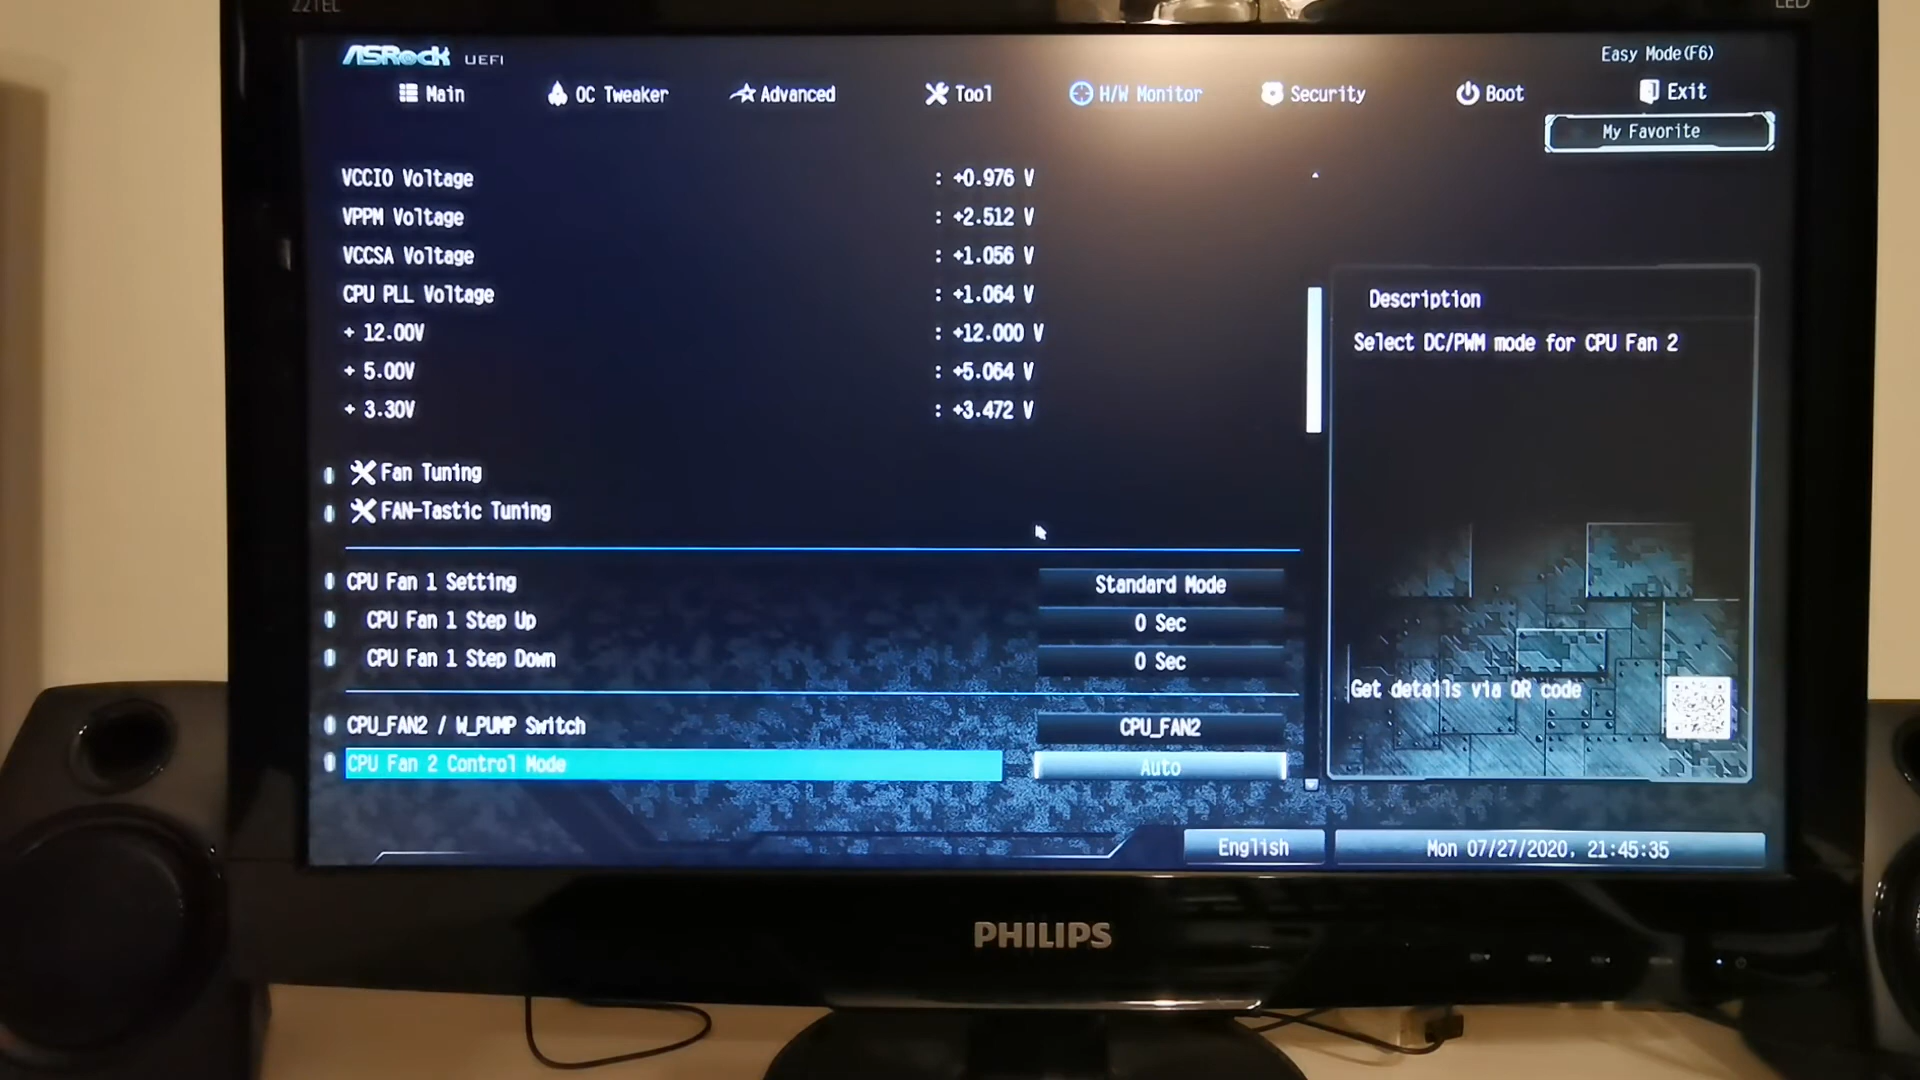 22TEL
LED
ASRock UEFI
Easy Mode(F6)
Main OC Tweaker Advanced Tool H/W Monitor Security Boot Exit
My Favorite
VCCIO Voltage : +0.976 V
VPPM Voltage : +2.512 V
VCCSA Voltage : +1.056 V
CPU PLL Voltage : +1.064 V
+ 12.00V : +12.000 V
+ 5.00V : +5.064 V
+ 3.30V : +3.472 V
Fan Tuning
FAN-Tastic Tuning
CPU Fan 1 Setting Standard Mode
CPU Fan 1 Step Up 0 Sec
CPU Fan 1 Step Down 0 Sec
CPU_FAN2 / W_PUMP Switch CPU_FAN2
CPU Fan 2 Control Mode Auto
Description
Select DC/PWM mode for CPU Fan 2
Get details via QR code
English
Mon 07/27/2020, 21:45:35
PHILIPS